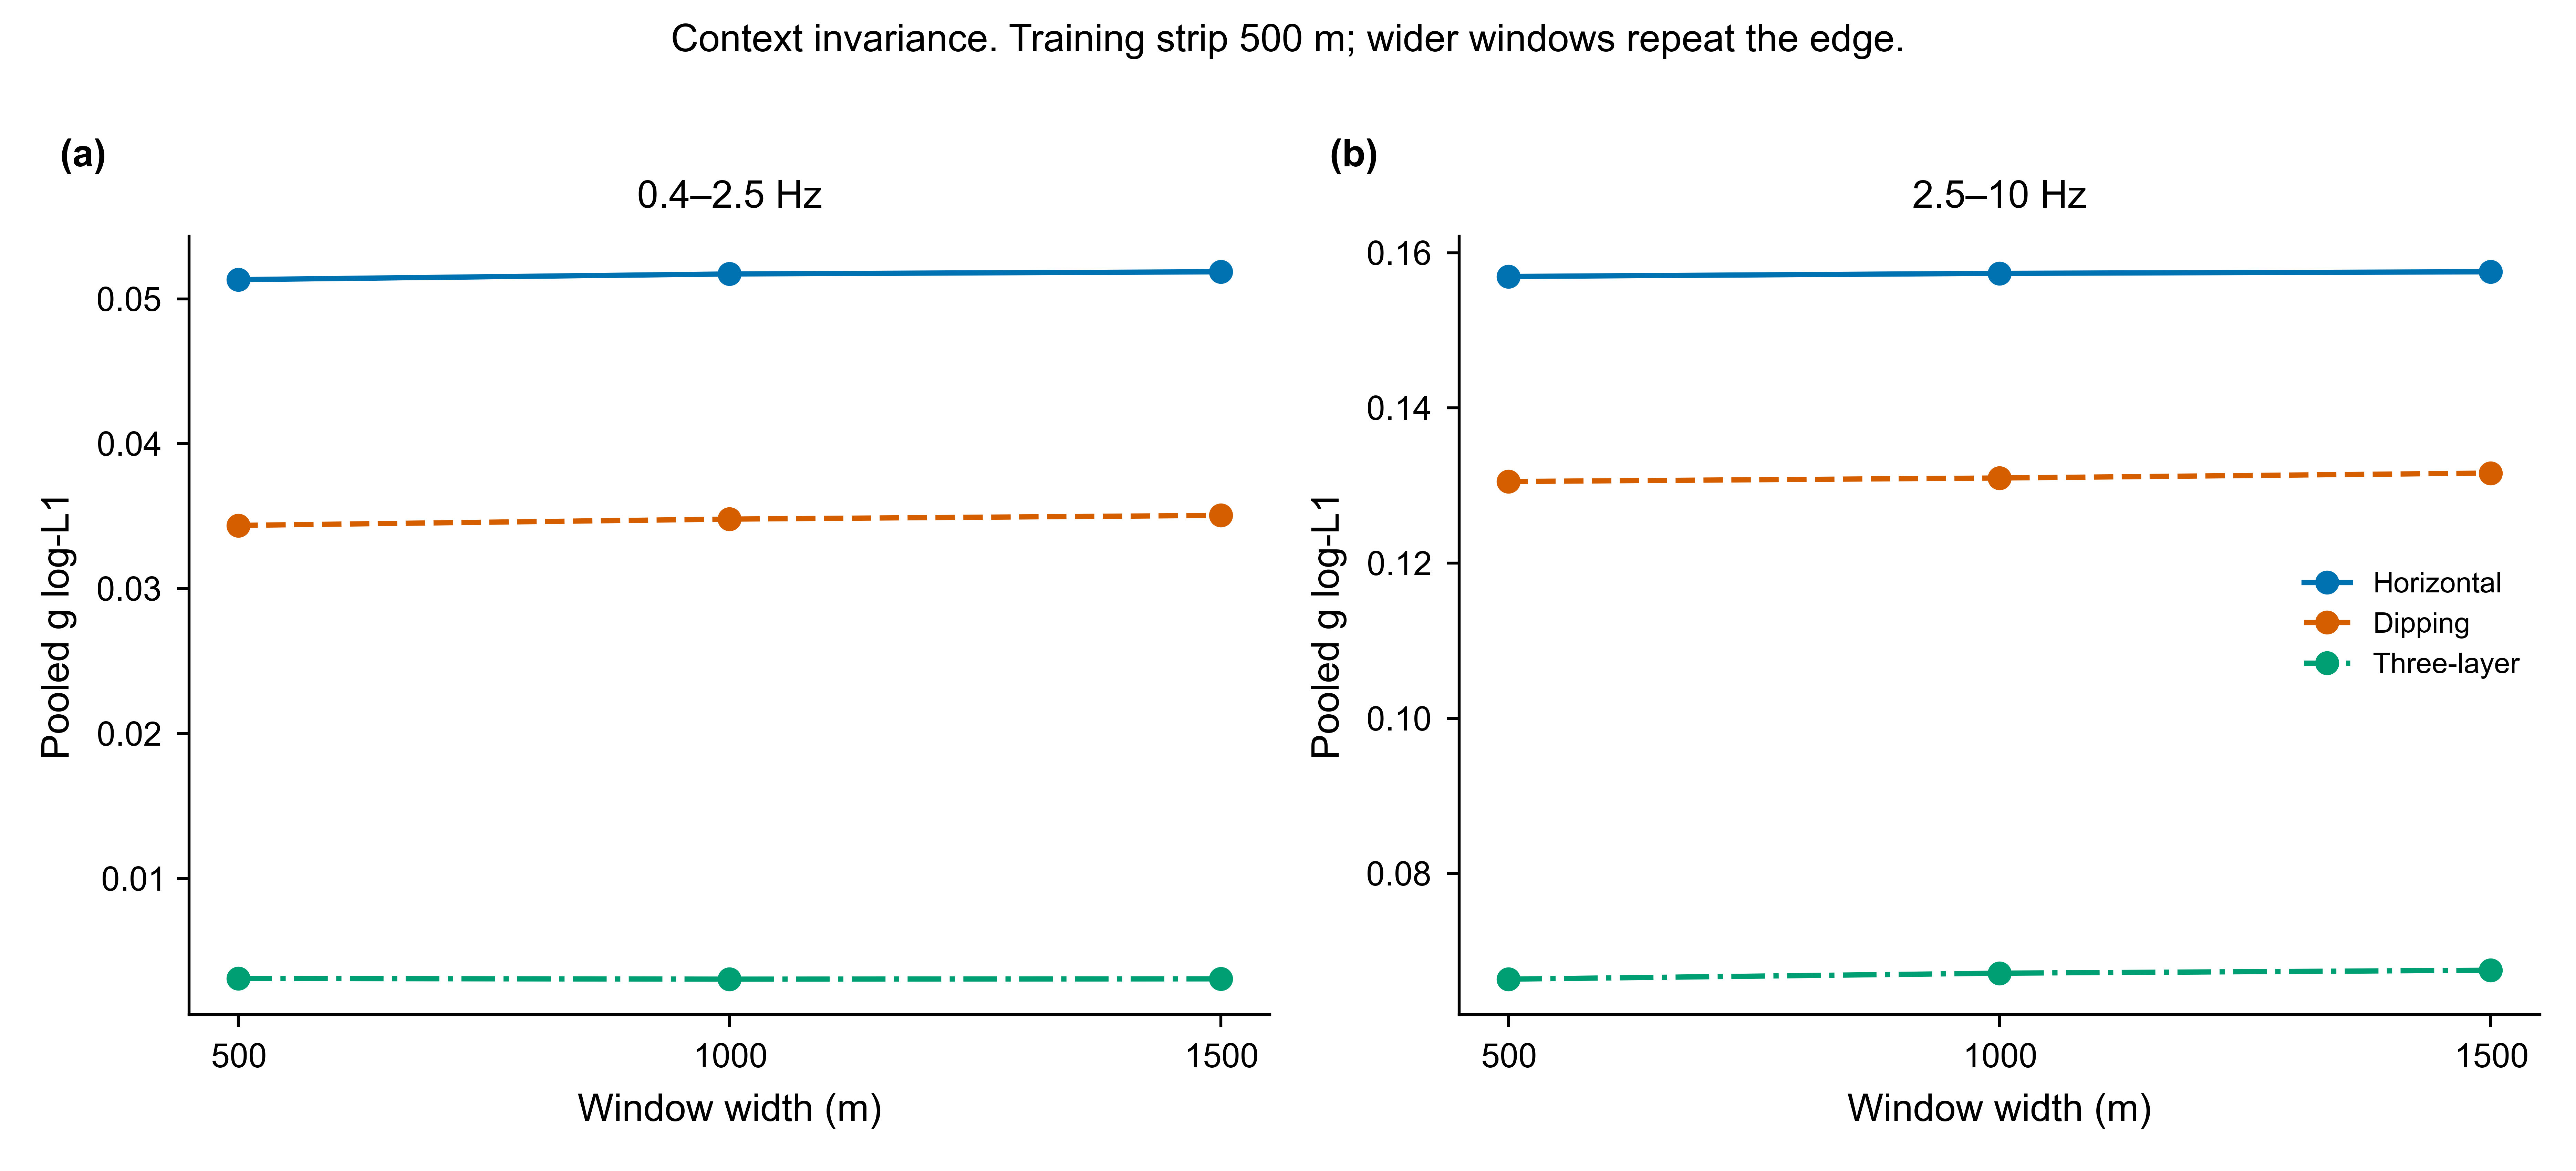 Context invariance. Training strip 500 m; wider windows repeat the edge.
(a)
0.4–2.5 Hz
Pooled g log-L1
0.05
0.04
0.03
0.02
0.01
500
1000
1500
Window width (m)
(b)
2.5–10 Hz
Pooled g log-L1
0.16
0.14
0.12
0.10
0.08
Horizontal
Dipping
Three-layer
500
1000
1500
Window width (m)